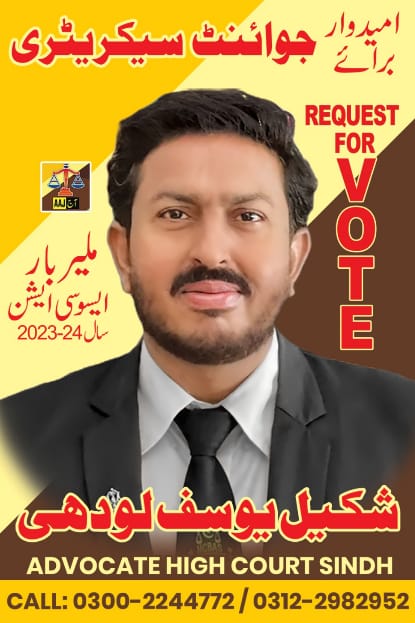 امیدوار
برائے
جوائنٹ سیکریٹری
REQUEST
FOR
VOTE
ملیر بار
ایسوسی ایشن
سال 2023-24
شکیل یوسف لودھی
ADVOCATE HIGH COURT SINDH
CALL: 0300-2244772 / 0312-2982952